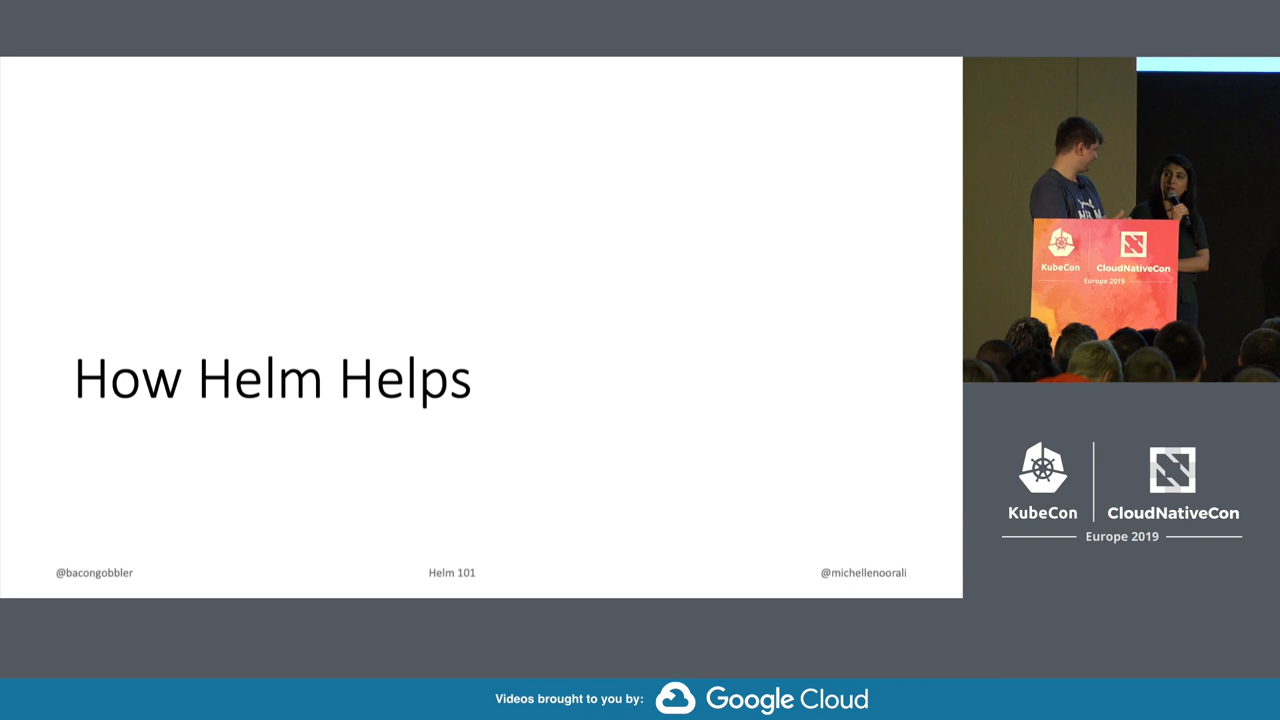 How Helm Helps
@bacongobbler
Helm 101
@michellenoorali
KubeCon
CloudNativeCon
Europe 2019
KubeCon
CloudNativeCon
Europe 2019
Videos brought to you by:
Google Cloud